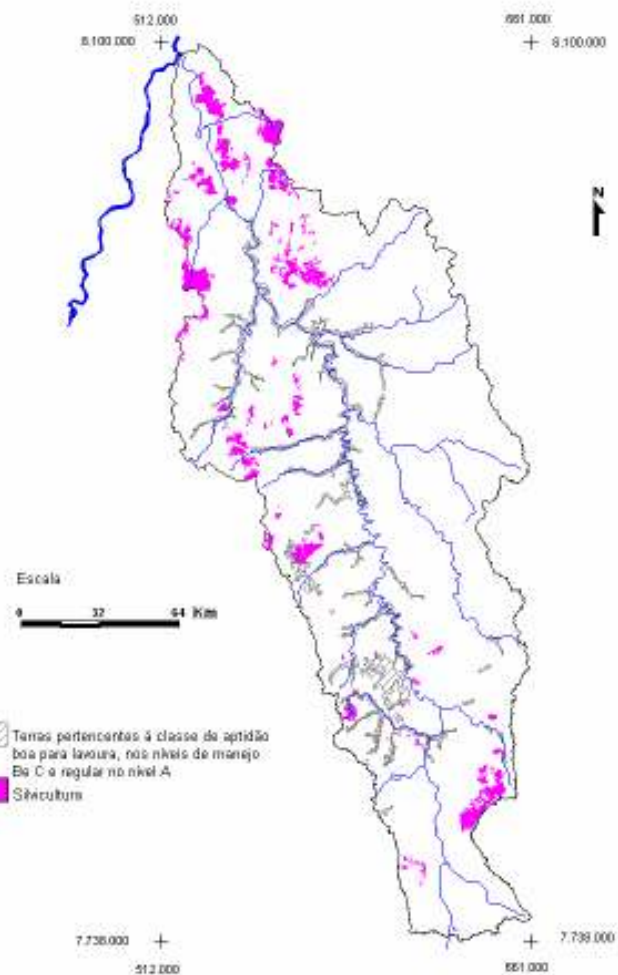 512.000
661.000
8.100.000
8.100.000
N
Escala
0 32 64 Km
Terras pertencentes á classe de aptidão
boa para lavoura, nos níveis de manejo
Be C e regular no nível A
Silvicultura
7.738.000
7.738.000
512.000
661.000